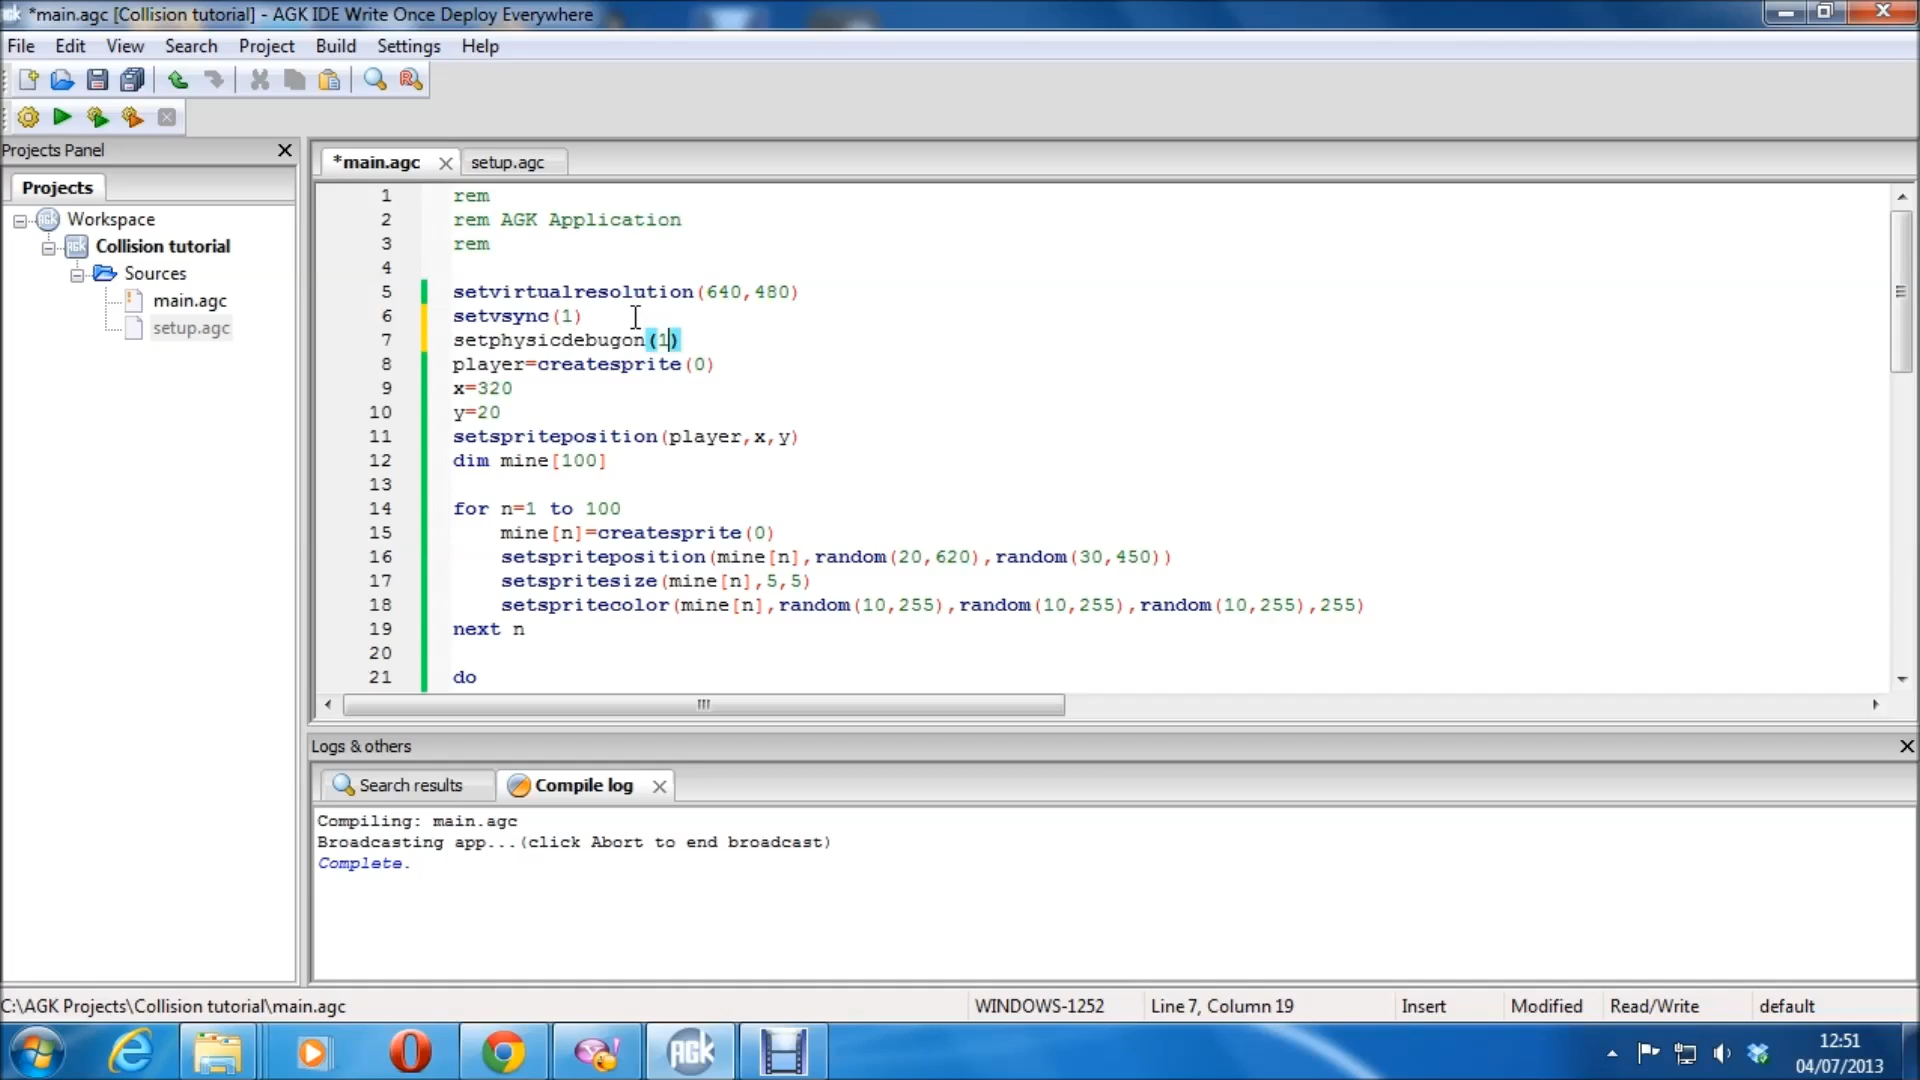 *main.agc [Collision tutorial] - AGK IDE Write Once Deploy Everywhere
File Edit View Search Project Build Settings Help
Projects Panel
Projects
Workspace
Collision tutorial
Sources
main.agc
setup.agc
*main.agc setup.agc
1 rem
2 rem AGK Application
3 rem
4
5 setvirtualresolution(640,480)
6 setvsync(1)
7 setphysicdebugon(1)
8 player=createsprite(0)
9 x=320
10 y=20
11 setspriteposition(player,x,y)
12 dim mine[100]
13
14 for n=1 to 100
15 mine[n]=createsprite(0)
16 setspriteposition(mine[n],random(20,620),random(30,450))
17 setspritesize(mine[n],5,5)
18 setspritecolor(mine[n],random(10,255),random(10,255),random(10,255),255)
19 next n
20
21 do
Logs & others
Search results Compile log
Compiling: main.agc
Broadcasting app...(click Abort to end broadcast)
Complete.
C:\AGK Projects\Collision tutorial\main.agc WINDOWS-1252 Line 7, Column 19 Insert Modified Read/Write default
AGK
12:51
04/07/2013